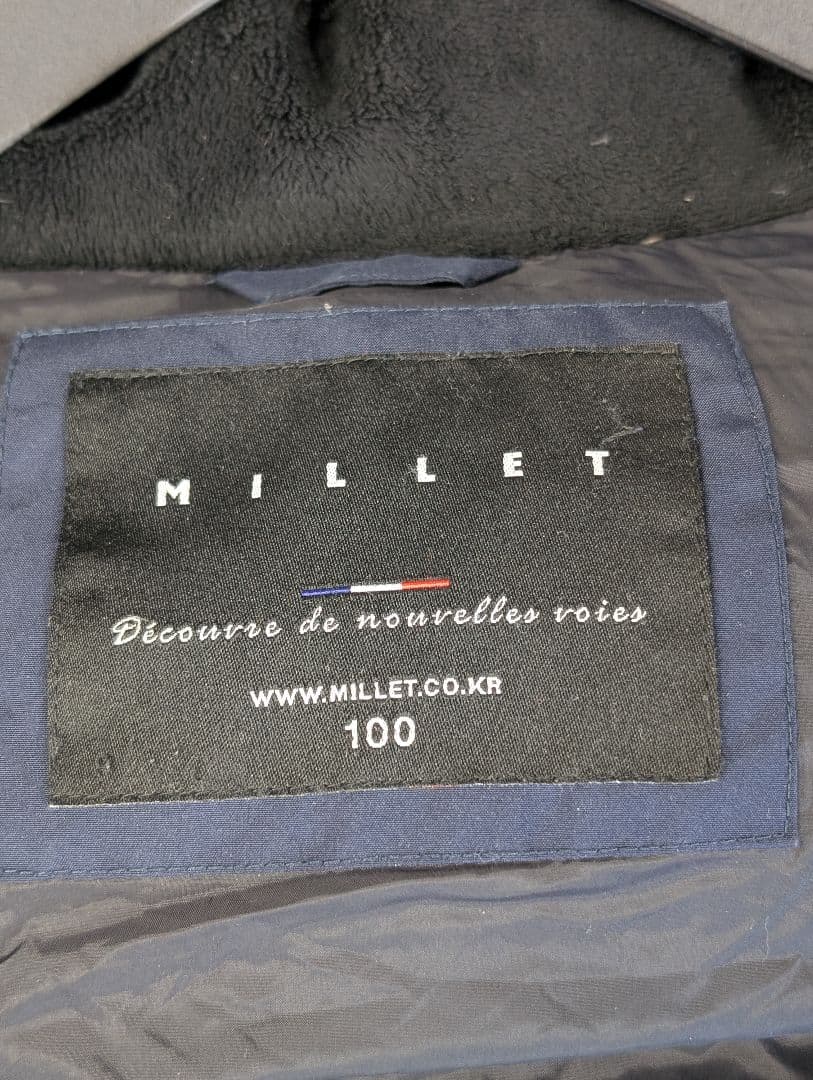 MILLET
Découvre de nouvelles voies
WWW.MILLET.CO.KR
100